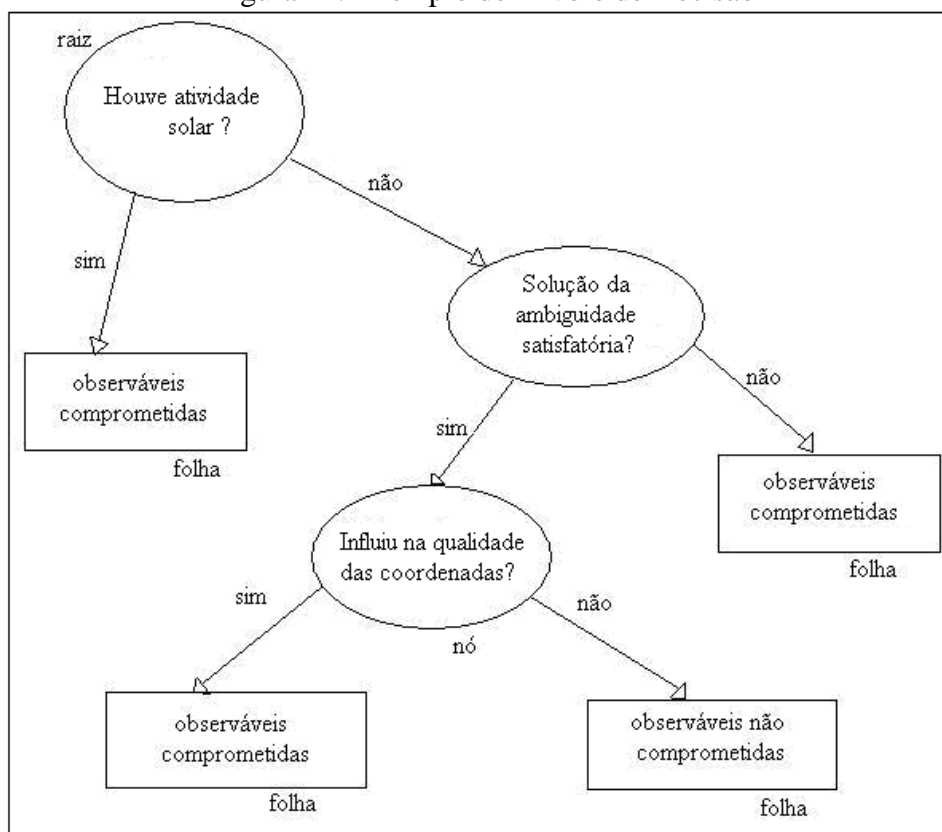 raiz
Houve atividade
solar ?
não
sim
Solução da
ambiguidade
satisfatória?
observáveis
comprometidas
folha
não
sim
observáveis
comprometidas
folha
Influiu na qualidade
das coordenadas?
sim
não
nó
observáveis
comprometidas
folha
observáveis não
comprometidas
folha